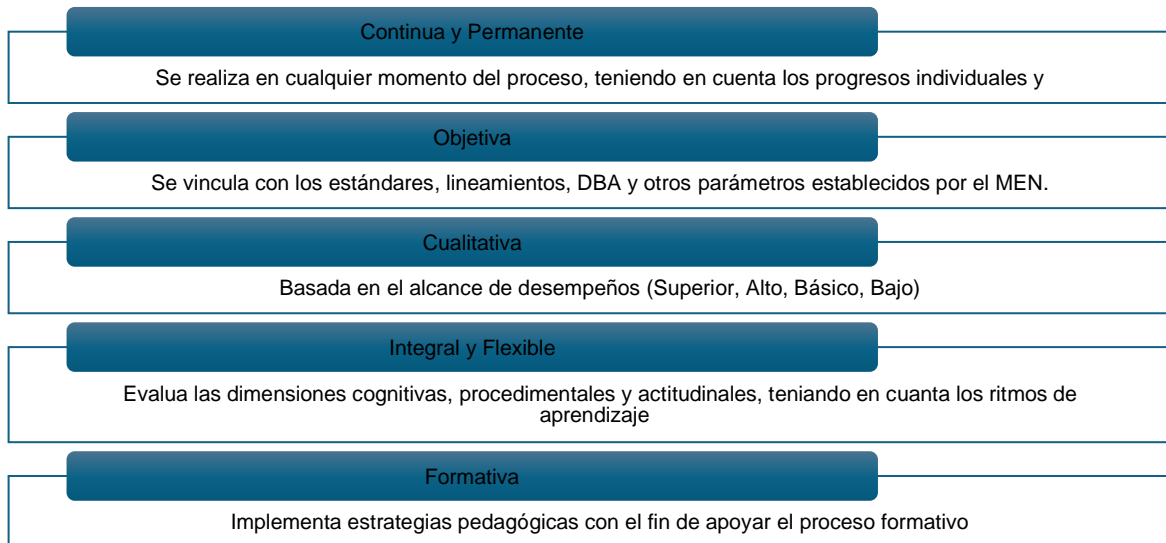 Continua y Permanente
Se realiza en cualquier momento del proceso, teniendo en cuenta los progresos individuales y
Objetiva
Se vincula con los estándares, lineamientos, DBA y otros parámetros establecidos por el MEN.
Cualitativa
Basada en el alcance de desempeños (Superior, Alto, Básico, Bajo)
Integral y Flexible
Evalua las dimensiones cognitivas, procedimentales y actitudinales, teniando en cuanta los ritmos de
aprendizaje
Formativa
Implementa estrategias pedagógicas con el fin de apoyar el proceso formativo